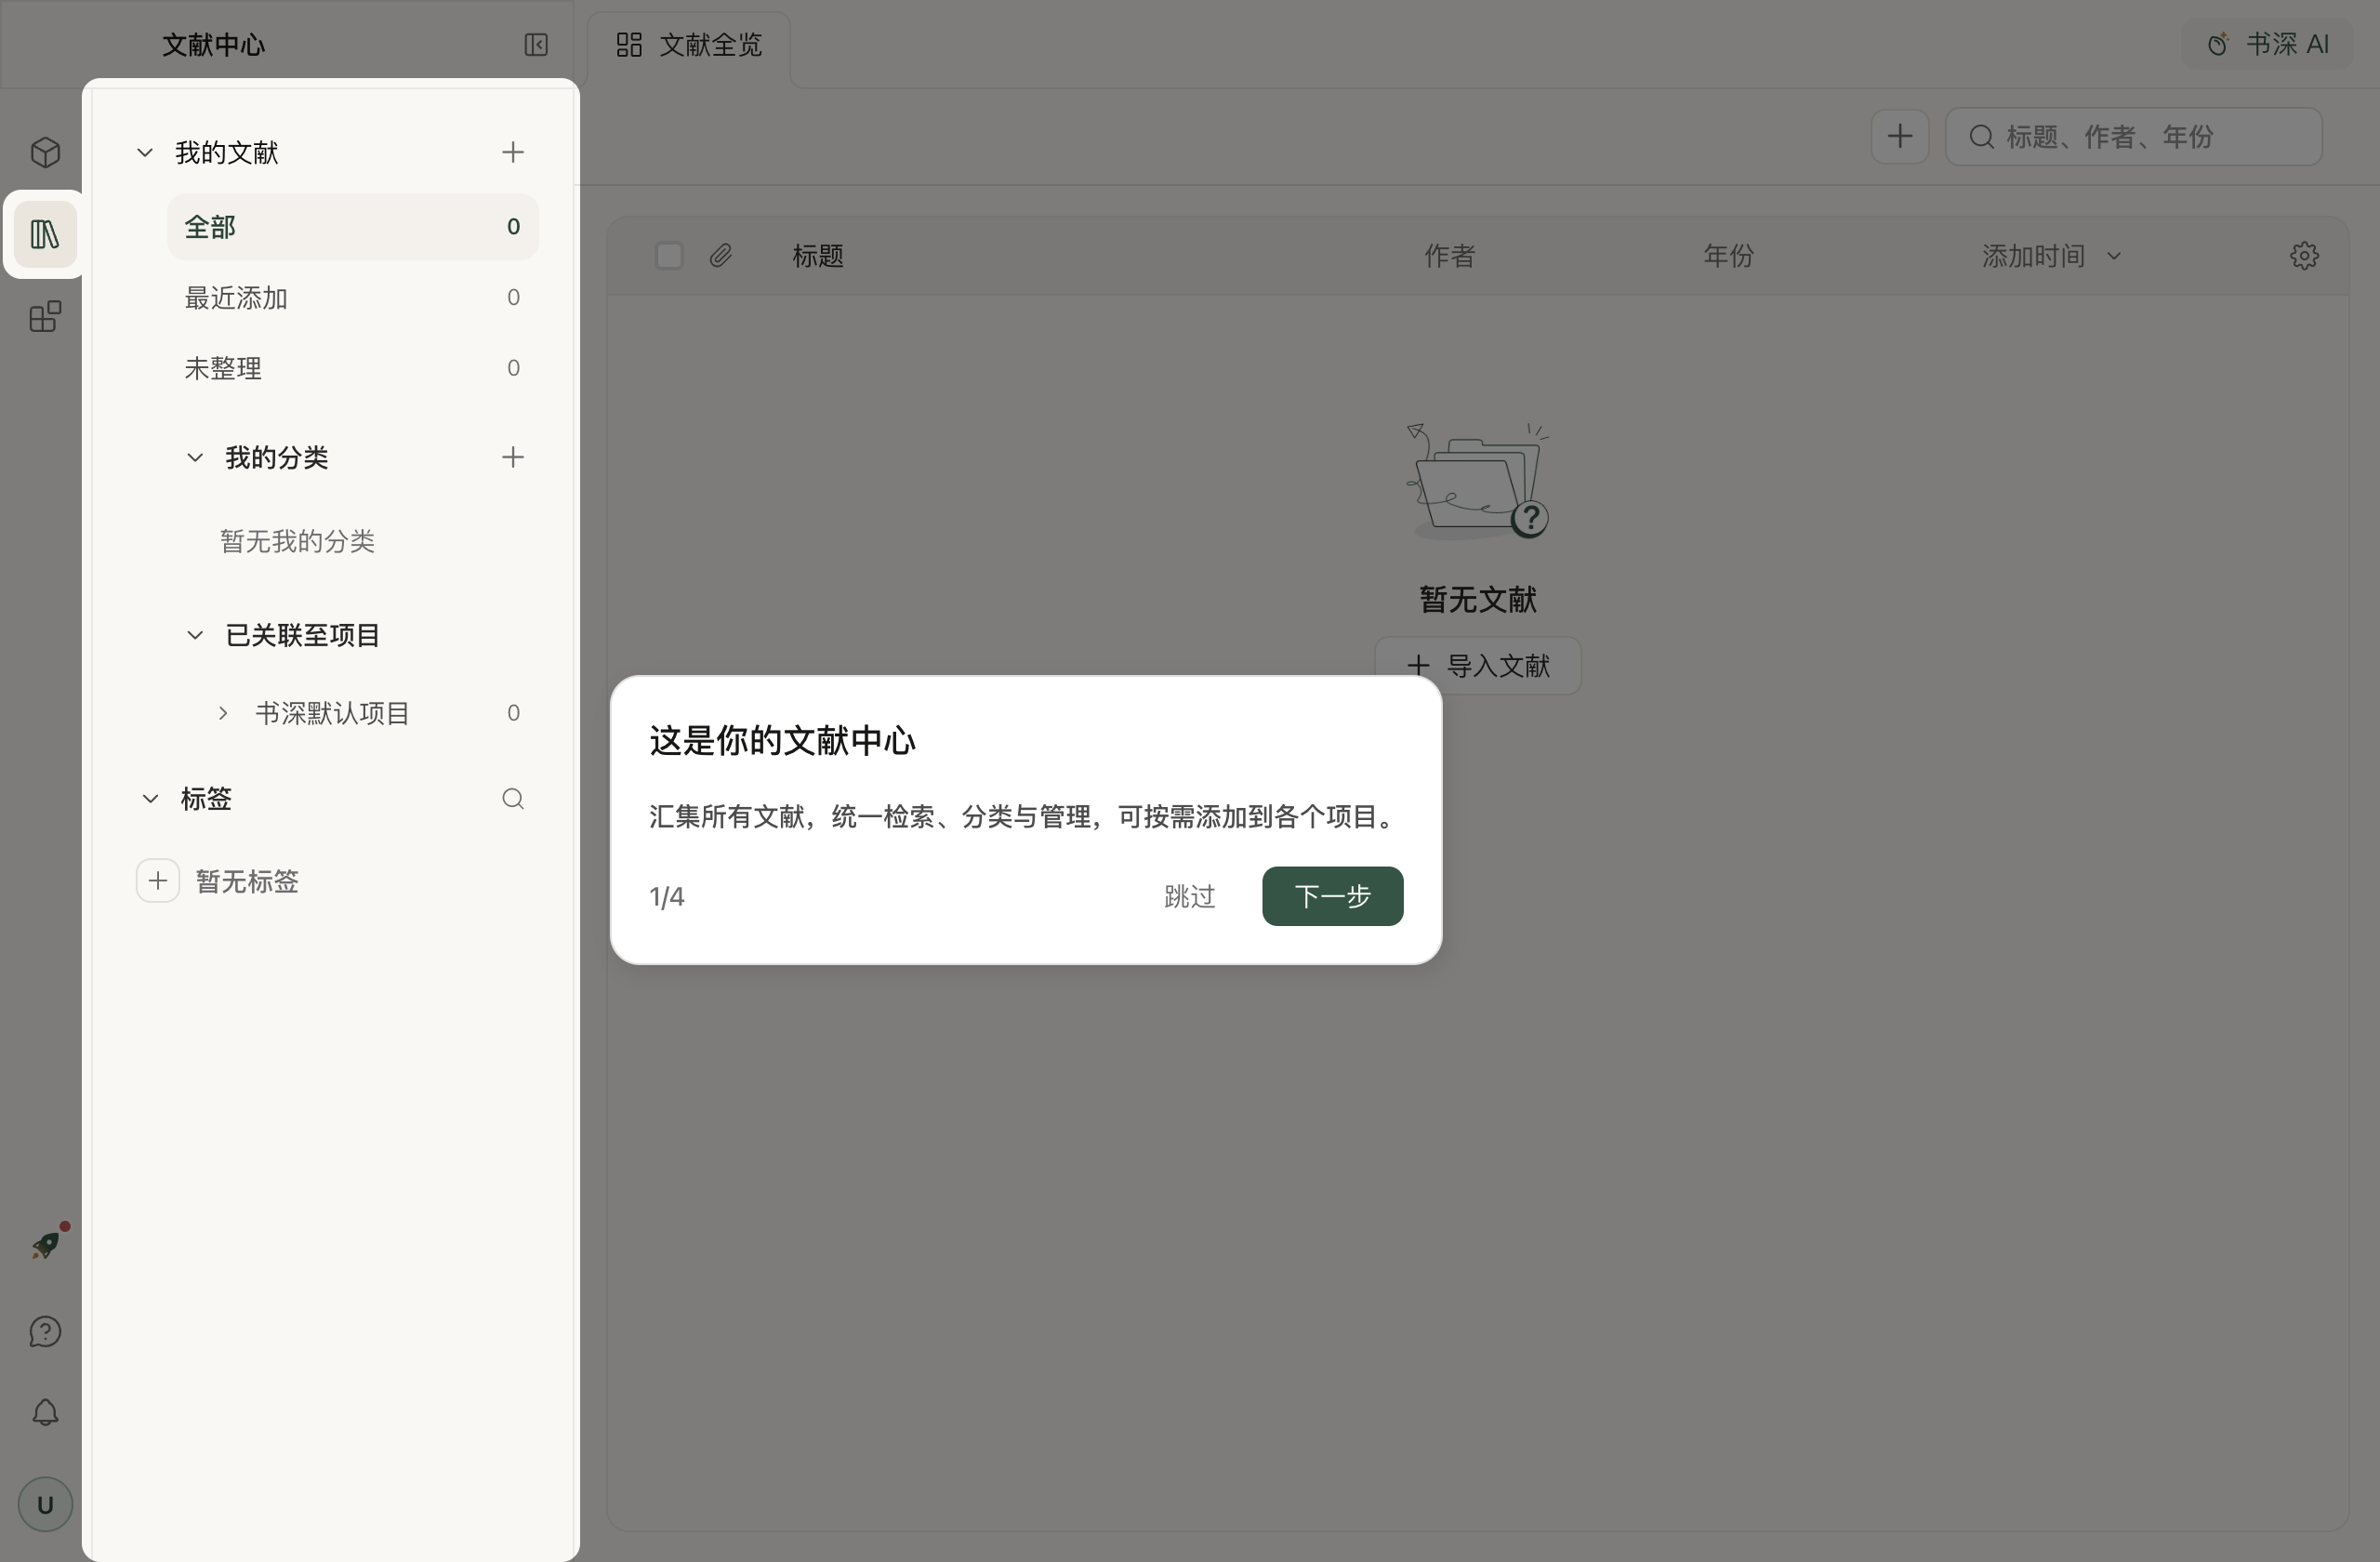 文献中心
文献全览
书深 AI
标题、作者、年份
我的文献
全部 0
最近添加 0
未整理 0
我的分类
暂无我的分类
已关联至项目
书深默认项目 0
标签
暂无标签
标题 作者 年份 添加时间
?
暂无文献
导入文献
这是你的文献中心
汇集所有文献，统一检索、分类与管理，可按需添加到各个项目。
1/4 跳过 下一步
U